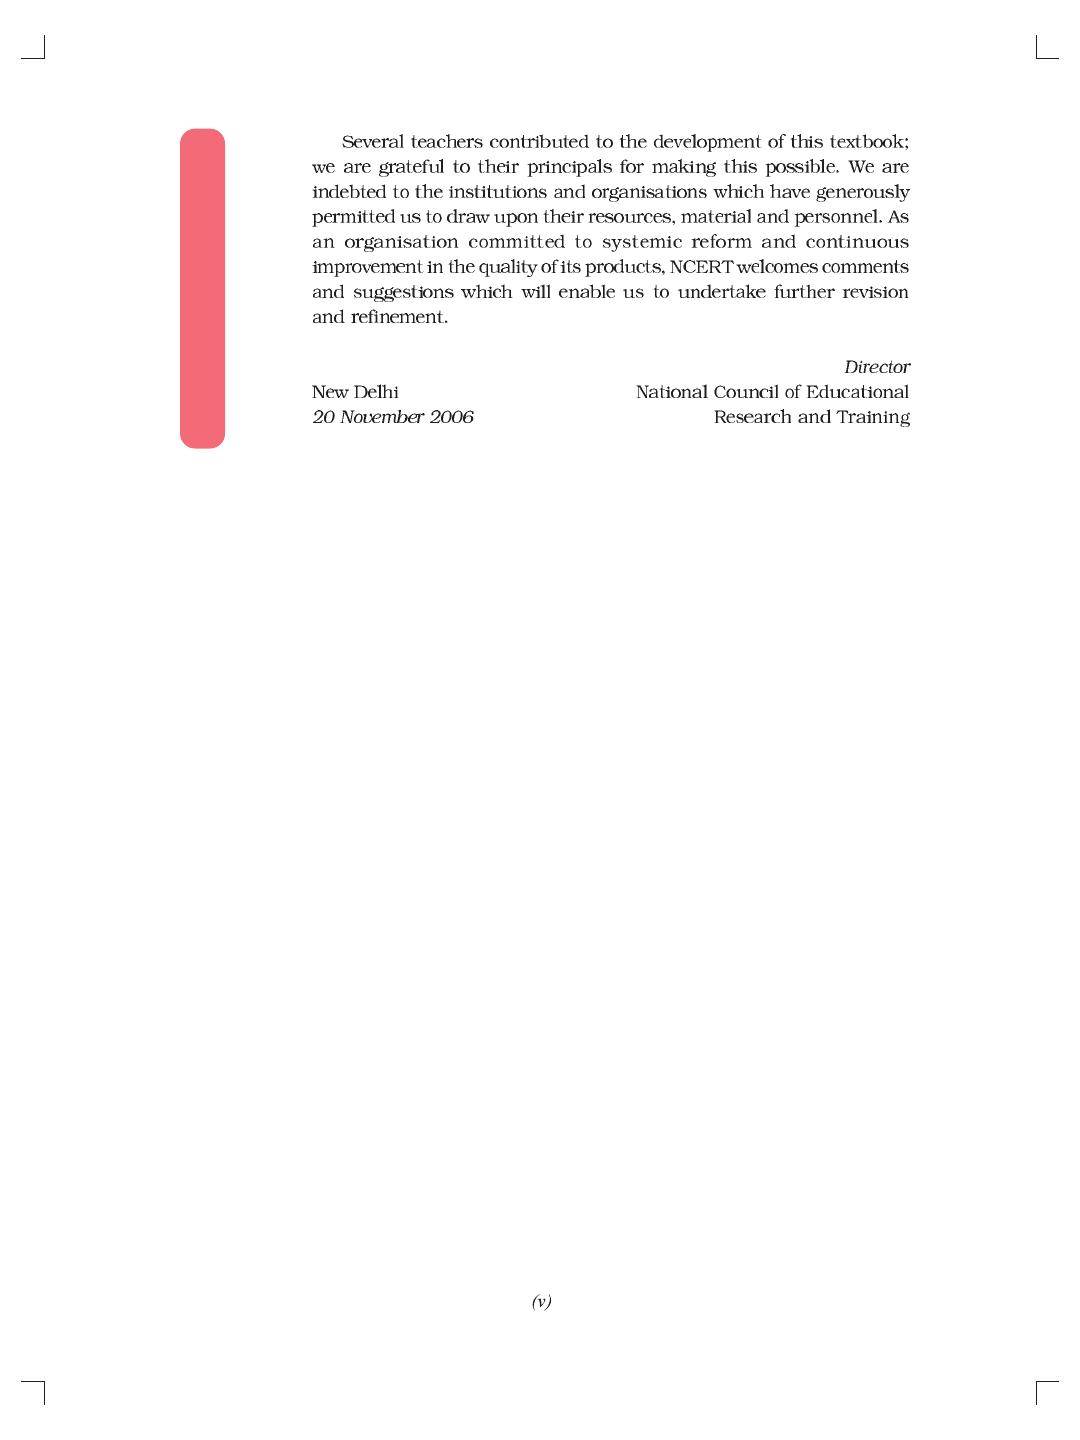 Several teachers contributed to the development of this textbook;
we are grateful to their principals for making this possible. We are
indebted to the institutions and organisations which have generously
permitted us to draw upon their resources, material and personnel. As
an organisation committed to systemic reform and continuous
improvement in the quality of its products, NCERT welcomes comments
and suggestions which will enable us to undertake further revision
and refinement.
Director
New Delhi National Council of Educational
20 November 2006 Research and Training
(v)